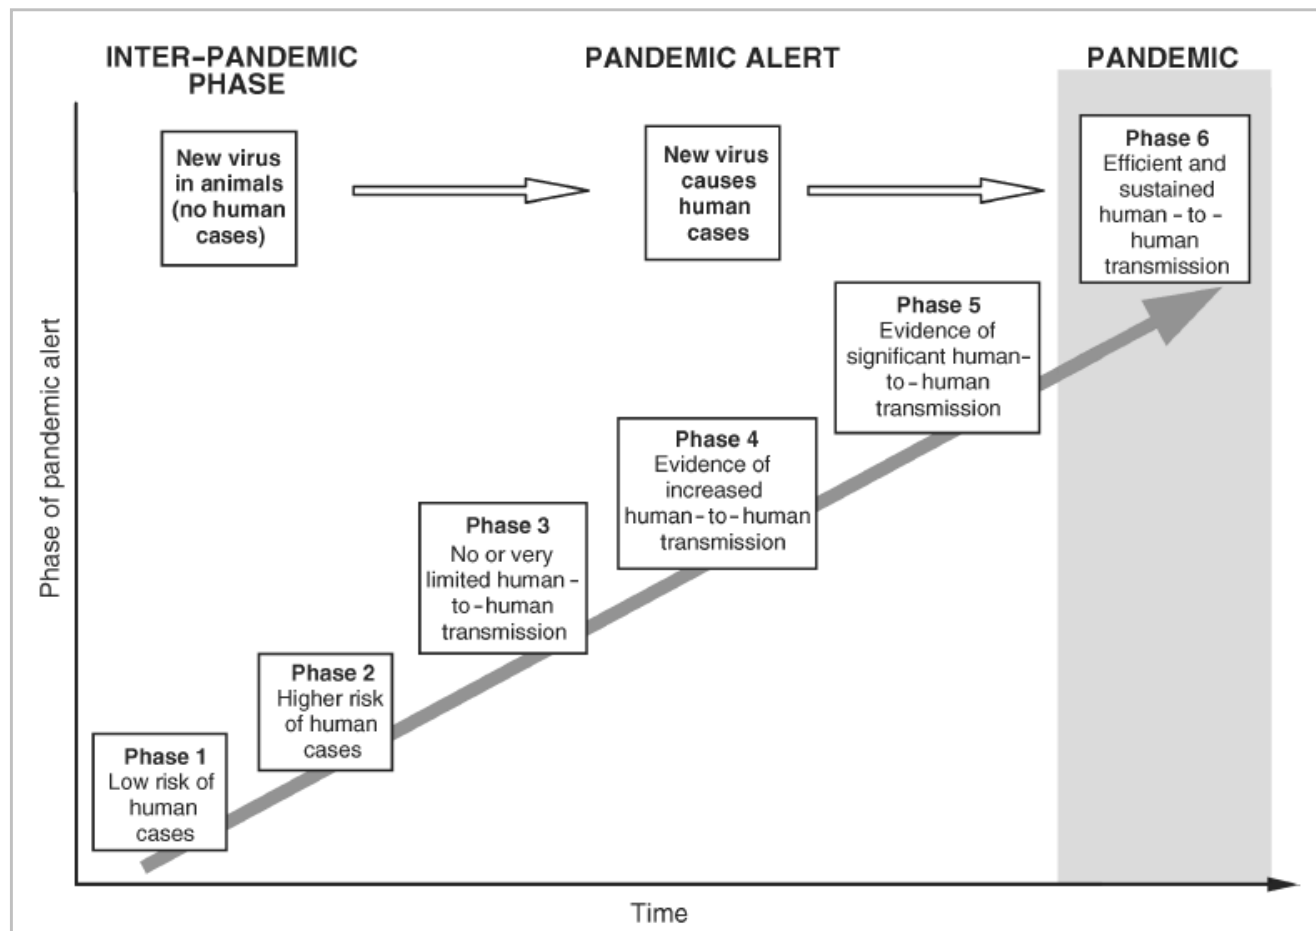 INTER-PANDEMIC
PHASE
PANDEMIC ALERT
PANDEMIC
New virus
in animals
(no human
cases)
New virus
causes
human
cases
Phase 6
Efficient and
sustained
human - to -
human
transmission
Phase 5
Evidence of
significant human-
to-human
transmission
Phase 4
Evidence of
increased
human-to-human
transmission
Phase 3
No or very
limited human-
to-human
transmission
Phase 2
Higher risk
of human
cases
Phase 1
Low risk of
human
cases
Phase of pandemic alert
Time